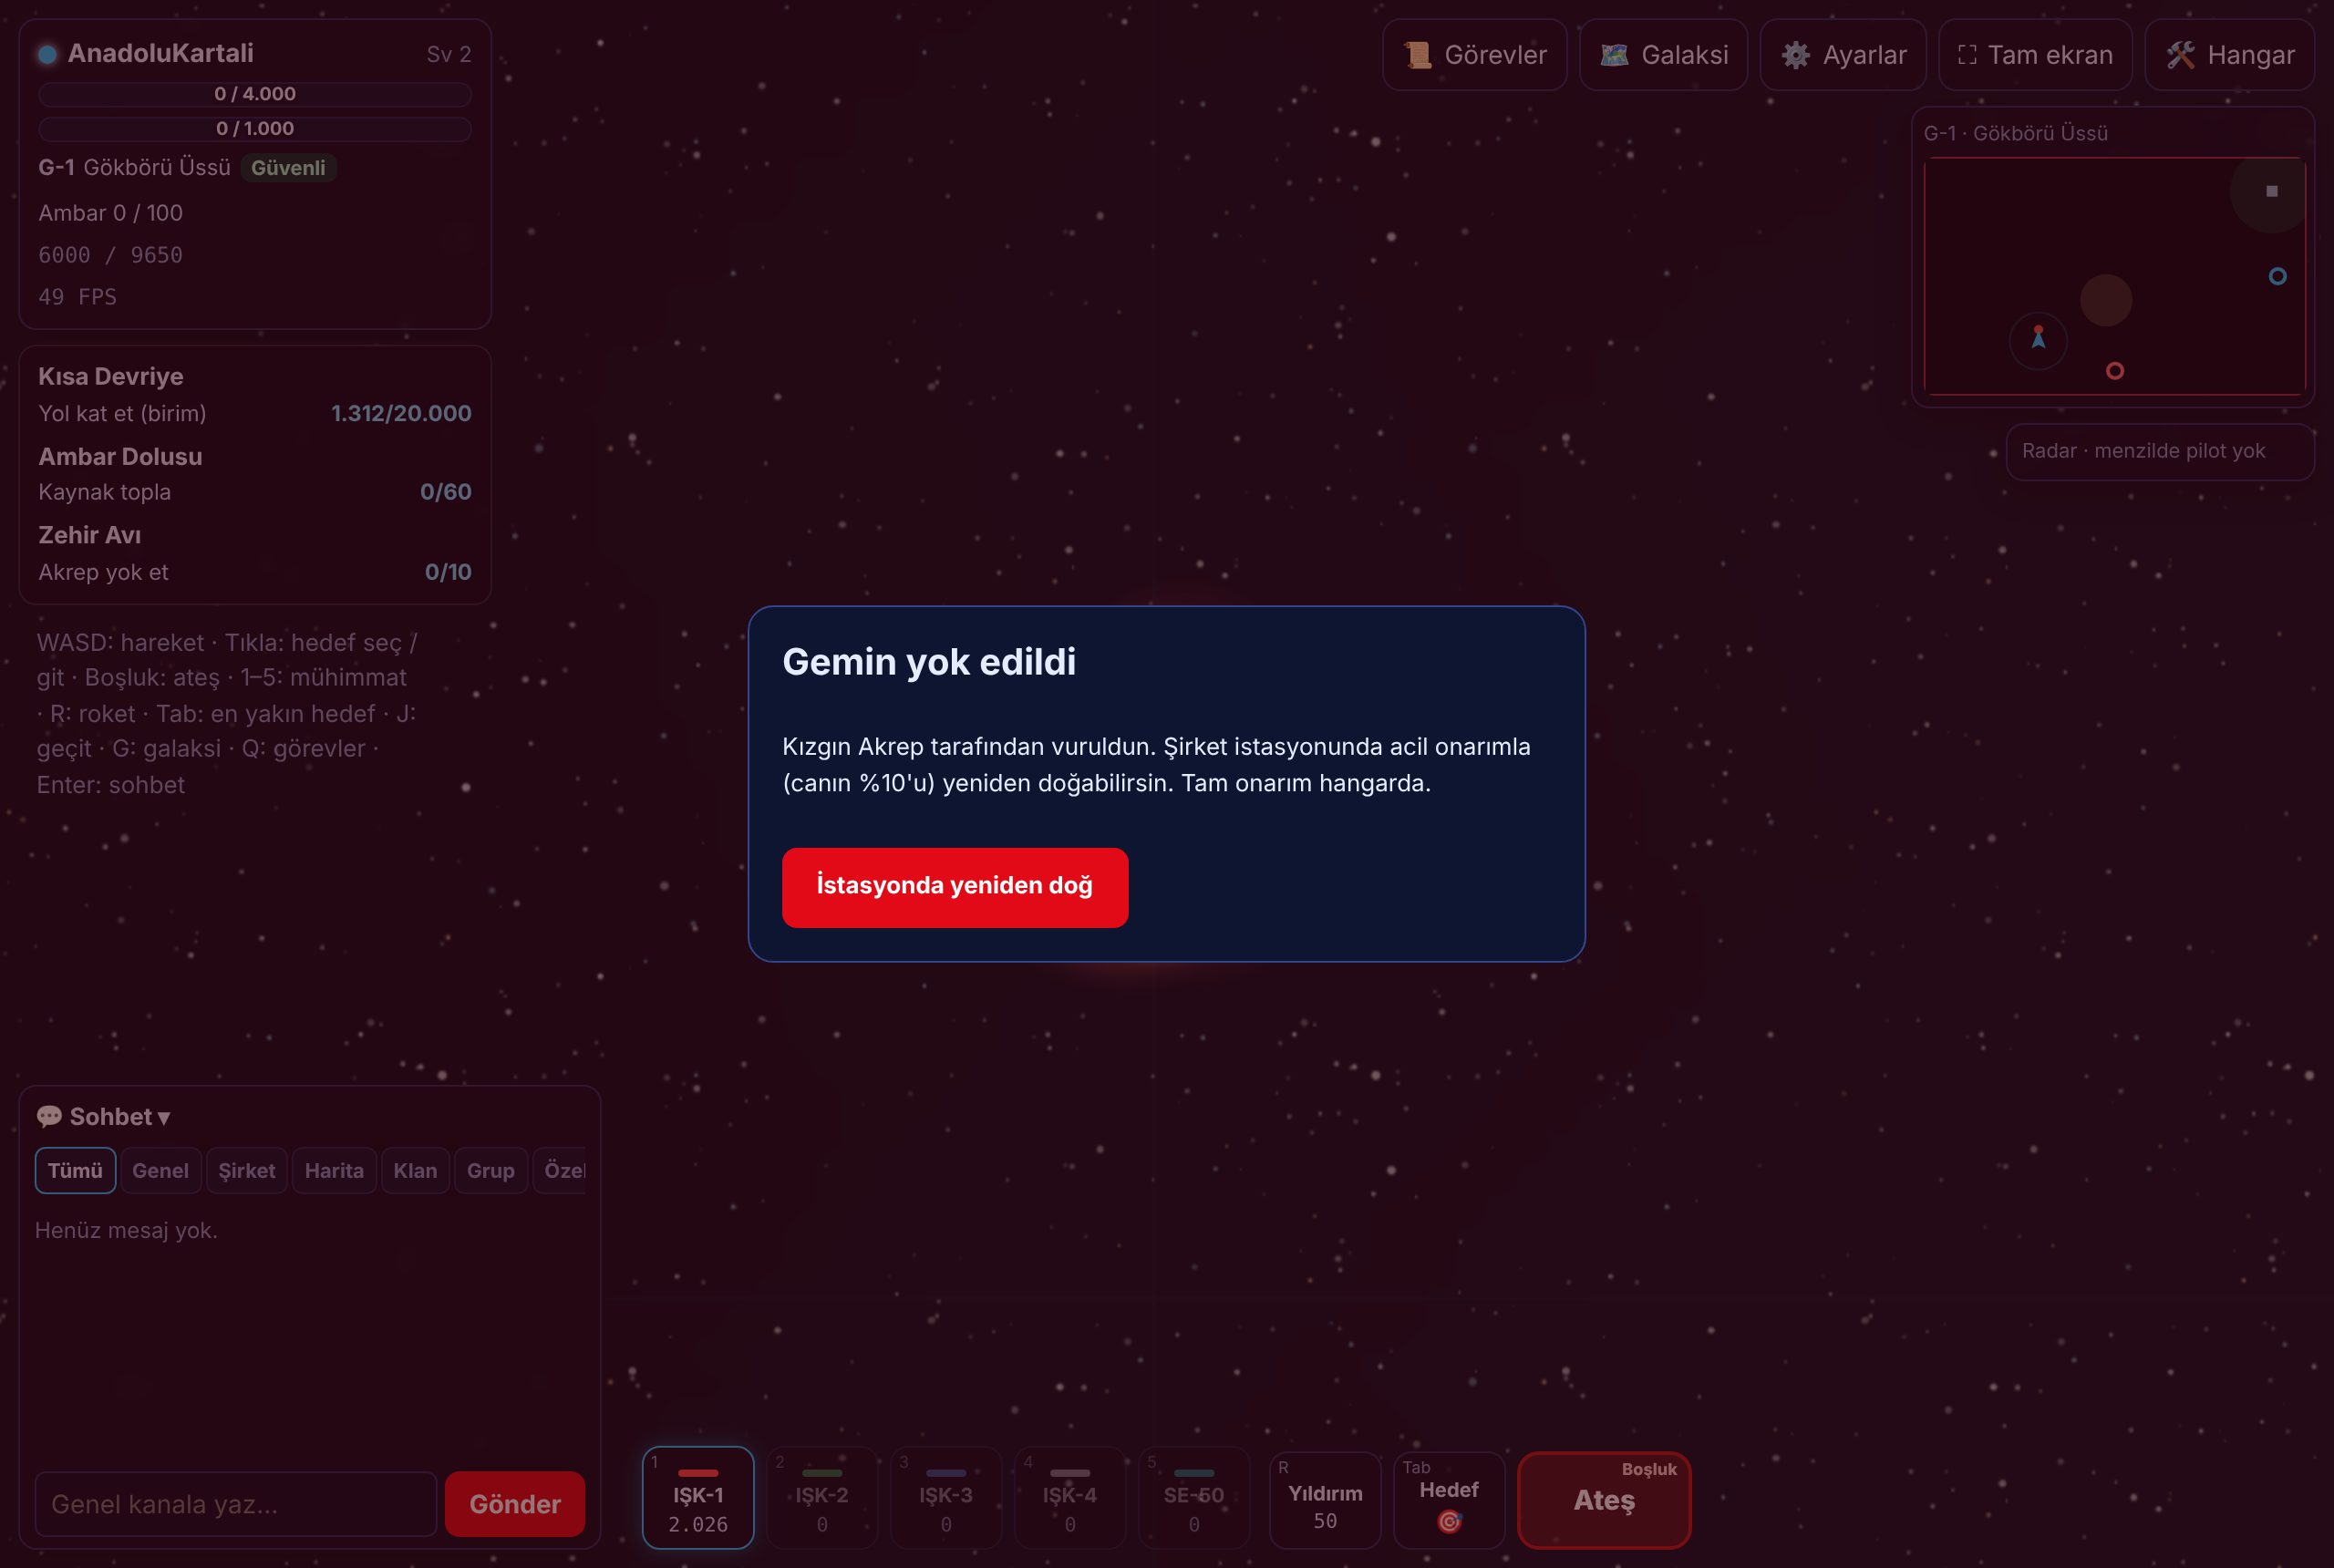 AnadoluKartali Sv 2
0 / 4.000
0 / 1.000
G-1 Gökbörü Üssü Güvenli
Ambar 0 / 100
6000 / 9650
49 FPS
Kısa Devriye
Yol kat et (birim) 1.312/20.000
Ambar Dolusu
Kaynak topla 0/60
Zehir Avı
Akrep yok et 0/10
WASD: hareket · Tıkla: hedef seç /
git · Boşluk: ateş · 1–5: mühimmat
· R: roket · Tab: en yakın hedef · J:
geçit · G: galaksi · Q: görevler ·
Enter: sohbet
Görevler Galaksi Ayarlar Tam ekran Hangar
G-1 · Gökbörü Üssü
Radar · menzilde pilot yok
Gemin yok edildi
Kızgın Akrep tarafından vuruldun. Şirket istasyonunda acil onarımla
(canın %10'u) yeniden doğabilirsin. Tam onarım hangarda.
İstasyonda yeniden doğ
Sohbet ▾
Tümü Genel Şirket Harita Klan Grup Özel
Henüz mesaj yok.
Genel kanala yaz... Gönder
1 IŞK-1 2.026
2 IŞK-2 0
3 IŞK-3 0
4 IŞK-4 0
5 SE-50 0
R Yıldırım 50
Tab Hedef
Boşluk Ateş